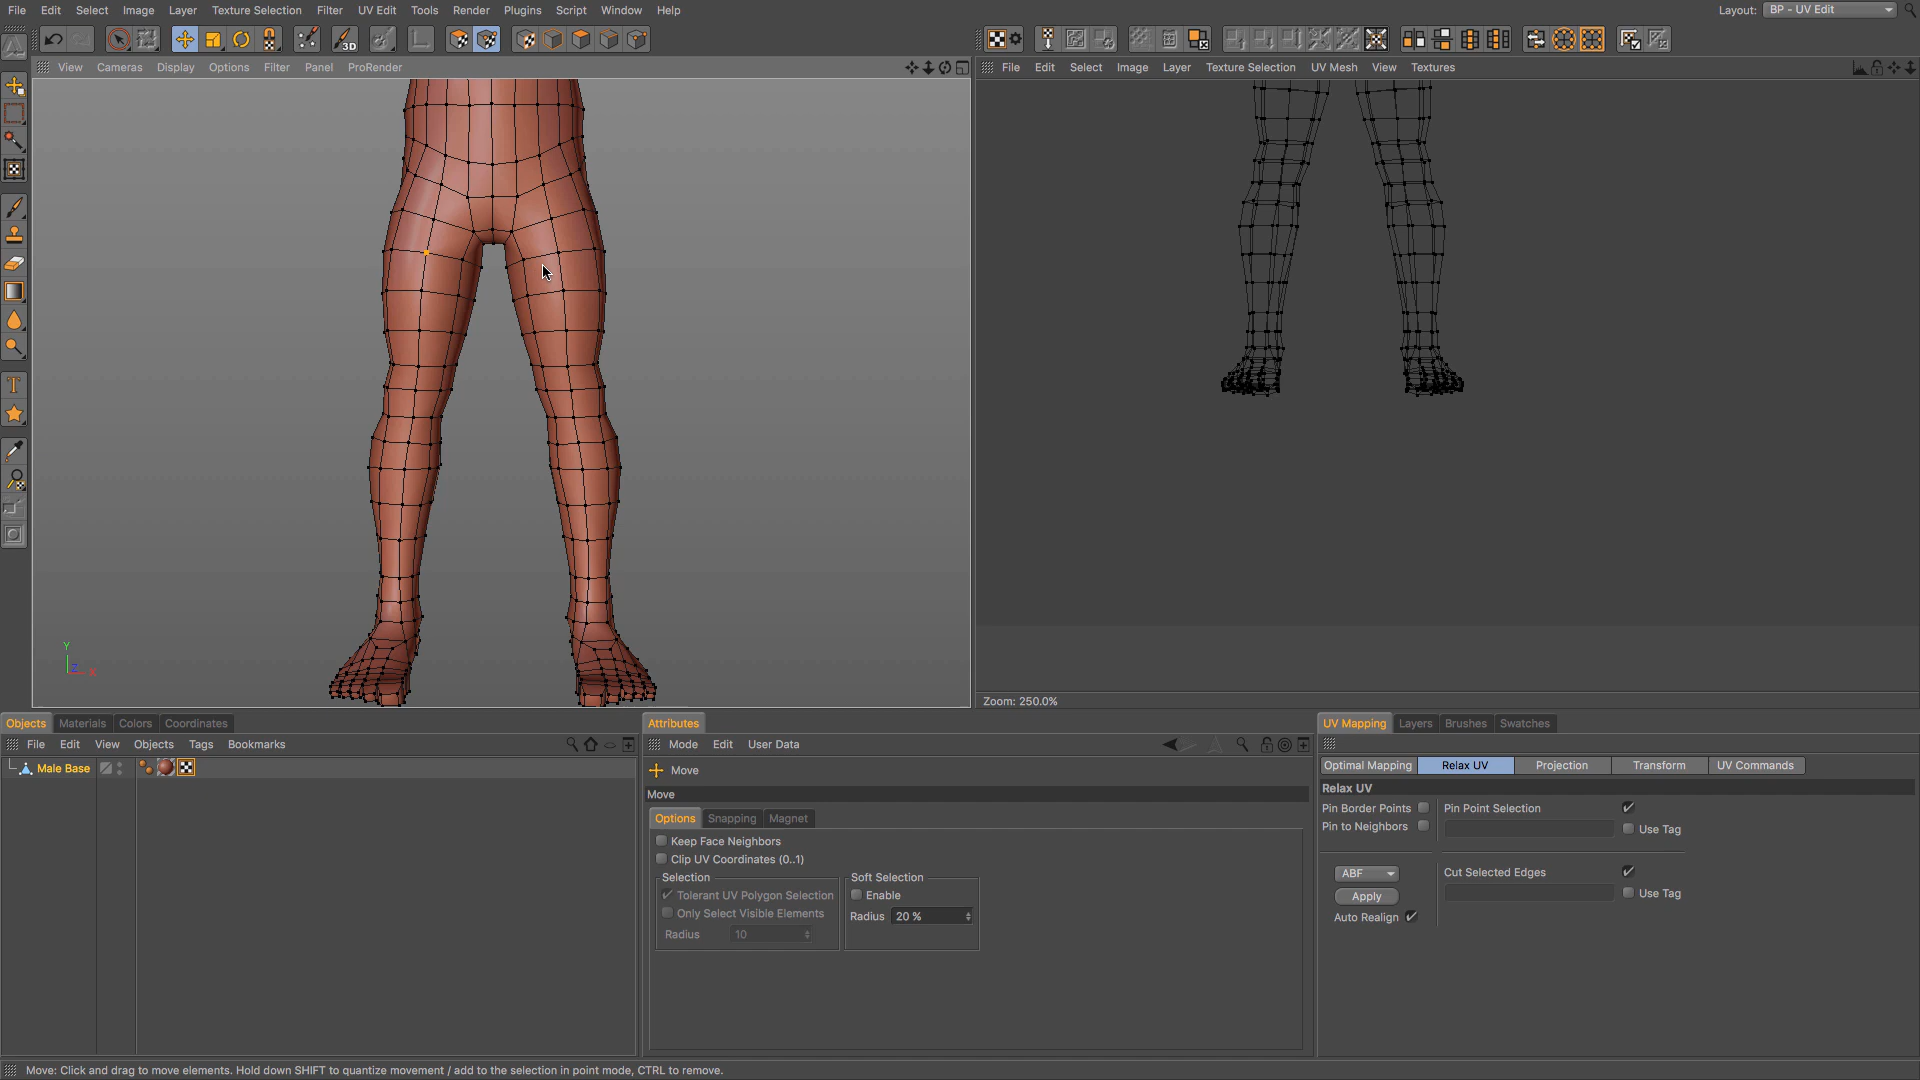 File Edit Select Image Layer Texture Selection Filter UV Edit Tools Render Plugins Script Window Help
Layout: BP - UV Edit
3D
View Cameras Display Options Filter Panel ProRender
File Edit Select Image Layer Texture Selection UV Mesh View Textures
T
Y
Z X
Zoom: 250.0%
Objects Materials Colors Coordinates
File Edit View Objects Tags Bookmarks
Male Base
Attributes
Mode Edit User Data
Move
Move
Options Snapping Magnet
Keep Face Neighbors
Clip UV Coordinates (0..1)
Selection
Tolerant UV Polygon Selection
Only Select Visible Elements
Radius 10
Soft Selection
Enable
Radius 20 %
UV Mapping Layers Brushes Swatches
Optimal Mapping Relax UV Projection Transform UV Commands
Relax UV
Pin Border Points
Pin to Neighbors
Pin Point Selection
Use Tag
ABF
Apply
Auto Realign
Cut Selected Edges
Use Tag
Move: Click and drag to move elements. Hold down SHIFT to quantize movement / add to the selection in point mode, CTRL to remove.